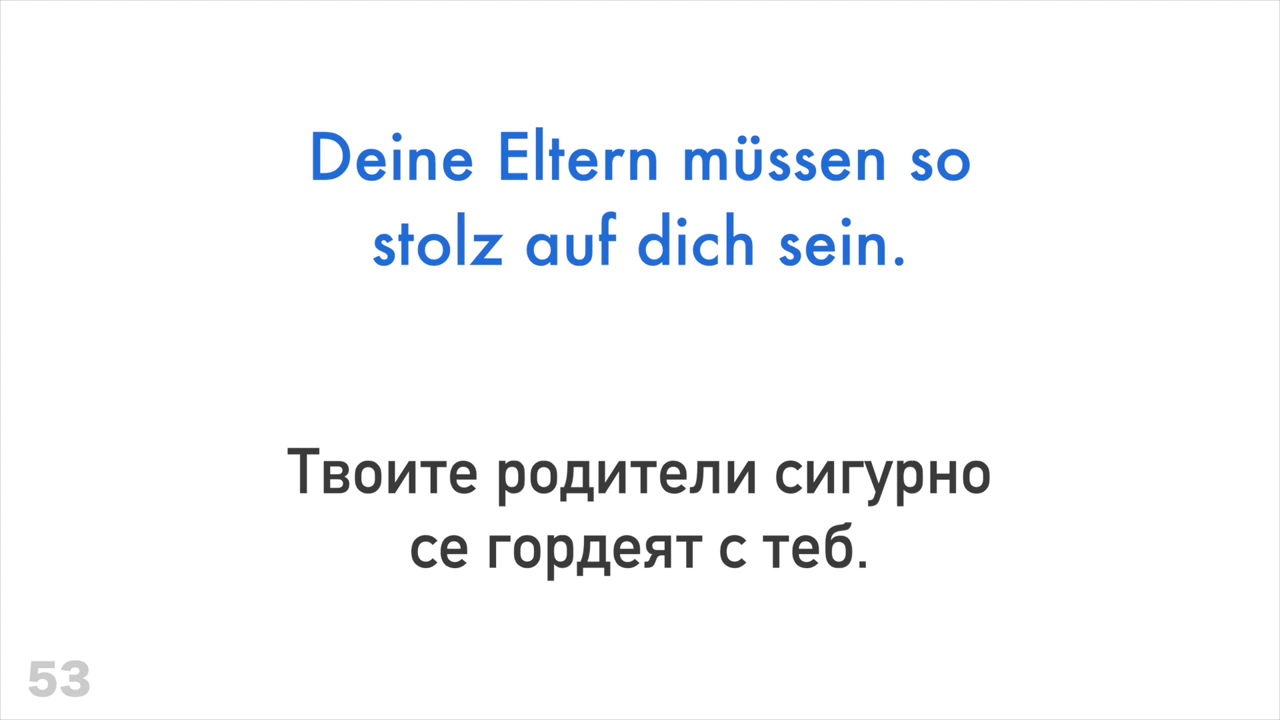 Deine Eltern müssen so
stolz auf dich sein.
Твоите родители сигурно
се гордеят с теб.
53